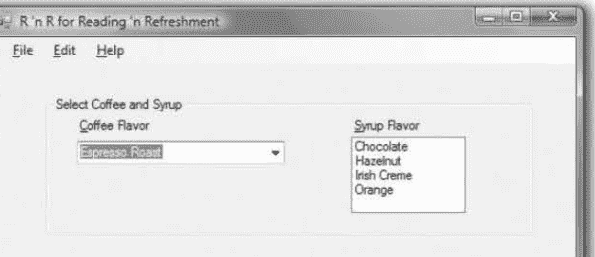 R 'n R for Reading 'n Refreshment
File Edit Help
Select Coffee and Syrup
Coffee Flavor
Espresso Roast
Syrup Flavor
Chocolate
Hazelnut
Irish Creme
Orange